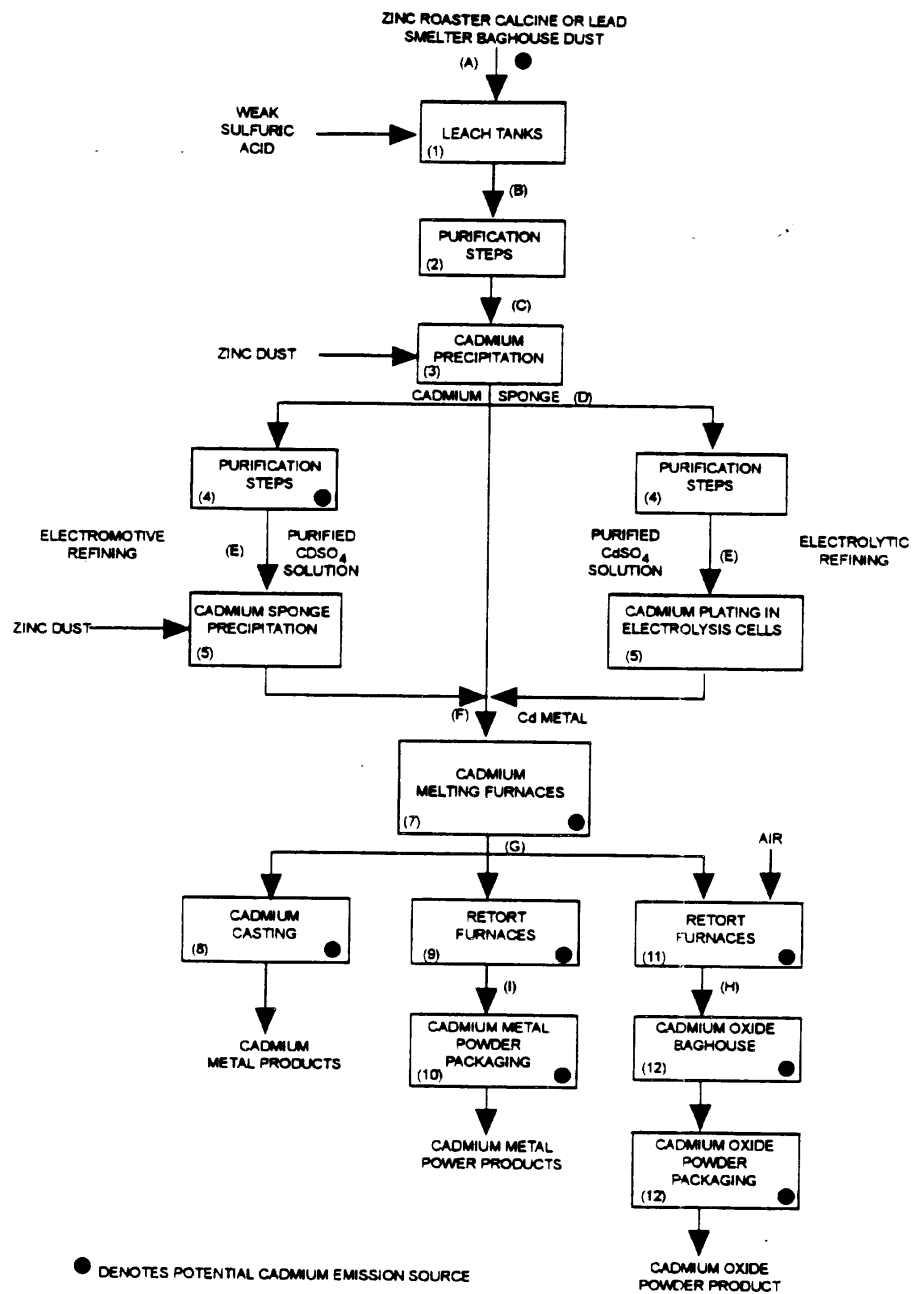 ZINC ROASTER CALCINE OR LEAD
SMELTER BAGHOUSE DUST
(A)
WEAK
SULFURIC
ACID
LEACH TANKS
(1)
(B)
PURIFICATION
STEPS
(2)
(C)
ZINC DUST
CADMIUM
PRECIPITATION
(3)
CADMIUM SPONGE (D)
PURIFICATION
STEPS
(4)
PURIFICATION
STEPS
(4)
ELECTROMOTIVE
REFINING
(E)
PURIFIED
CDSO4
SOLUTION
PURIFIED
CdSO4
SOLUTION
(E)
ELECTROLYTIC
REFINING
ZINC DUST
CADMIUM SPONGE
PRECIPITATION
(5)
CADMIUM PLATING IN
ELECTROLYSIS CELLS
(5)
(F)
Cd METAL
CADMIUM
MELTING FURNACES
(7)
(G)
AIR
CADMIUM
CASTING
(8)
RETORT
FURNACES
(9)
RETORT
FURNACES
(11)
(I)
(H)
CADMIUM
METAL PRODUCTS
CADMIUM METAL
POWDER
PACKAGING
(10)
CADMIUM OXIDE
BAGHOUSE
(12)
CADMIUM METAL
POWER PRODUCTS
CADMIUM OXIDE
POWDER
PACKAGING
(12)
DENOTES POTENTIAL CADMIUM EMISSION SOURCE
CADMIUM OXIDE
POWDER PRODUCT